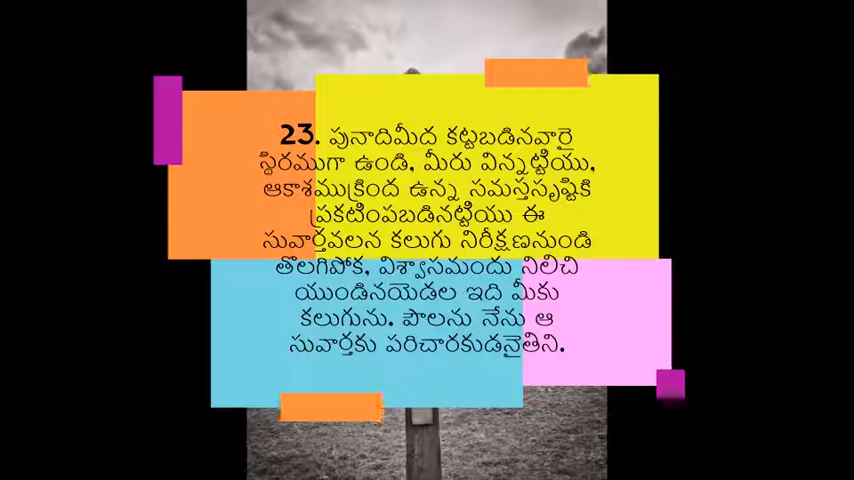 23. పునాదిమీద కట్టబడినవారై
స్థిరముగా ఉండి, మీరు విన్నట్టియు,
ఆకాశముక్రింద ఉన్న సమస్తసృష్టికి
ప్రకటింపబడినట్టియు ఈ
సువార్తవలన కలుగు నిరీక్షణనుండి
తొలగిపోక, విశ్వాసమందు నిలిచి
యుండినయెడల ఇది మీకు
కలుగును. పౌలను నేను ఆ
సువార్తకు పరిచారకుడనైతిని.